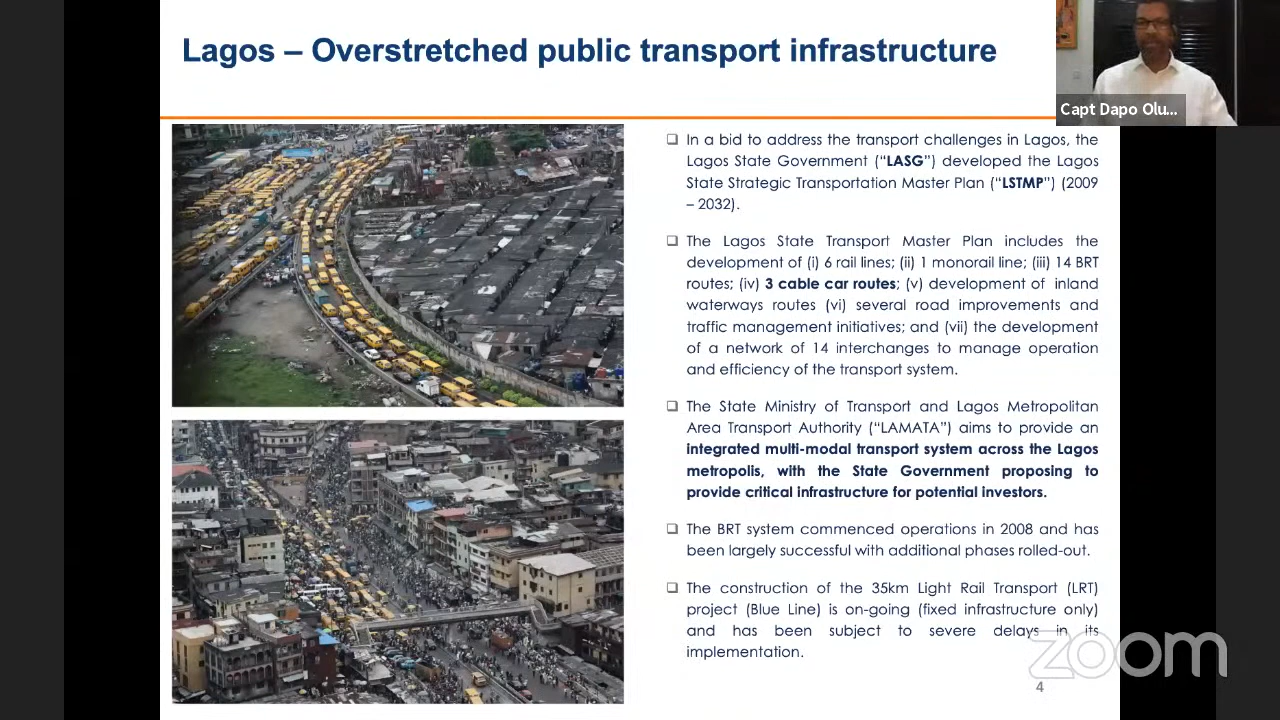 Lagos – Overstretched public transport infrastructure
Capt Dapo Olu...
❑ In a bid to address the transport challenges in Lagos, the
Lagos State Government (“LASG”) developed the Lagos
State Strategic Transportation Master Plan (“LSTMP”) (2009
– 2032).
❑ The Lagos State Transport Master Plan includes the
development of (i) 6 rail lines; (ii) 1 monorail line; (iii) 14 BRT
routes; (iv) 3 cable car routes; (v) development of inland
waterways routes (vi) several road improvements and
traffic management initiatives; and (vii) the development
of a network of 14 interchanges to manage operation
and efficiency of the transport system.
❑ The State Ministry of Transport and Lagos Metropolitan
Area Transport Authority (“LAMATA”) aims to provide an
integrated multi-modal transport system across the Lagos
metropolis, with the State Government proposing to
provide critical infrastructure for potential investors.
❑ The BRT system commenced operations in 2008 and has
been largely successful with additional phases rolled-out.
❑ The construction of the 35km Light Rail Transport (LRT)
project (Blue Line) is on-going (fixed infrastructure only)
and has been subject to severe delays in its
implementation.
zoom
4